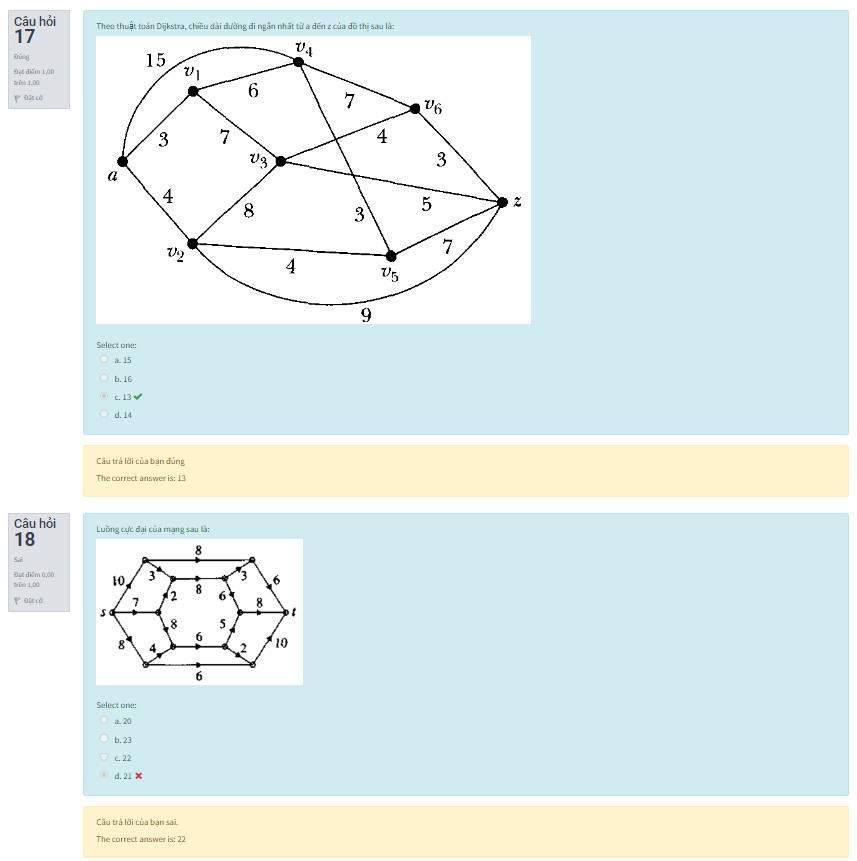 Câu hỏi
17
Đúng
Đạt điểm 1,00
trên 1,00
Đặt cờ
Theo thuật toán Dijkstra, chiều dài đường đi ngắn nhất từ a đến z của đồ thị sau là:
15
v4
v1
6
7
v6
3
7
v3
4
3
a
4
8
3
5
z
v2
4
v5
7
9
Select one:
a. 15
b. 16
c. 13
d. 14
Câu trả lời của bạn đúng
The correct answer is: 13
Câu hỏi
18
Sai
Đạt điểm 0,00
trên 1,00
Đặt cờ
Luồng cực đại của mạng sau là:
8
10 3 3 6
8
s 7 2 6 8 t
8 5
8 4 6 2 10
6
Select one:
a. 20
b. 23
c. 22
d. 21
Câu trả lời của bạn sai.
The correct answer is: 22